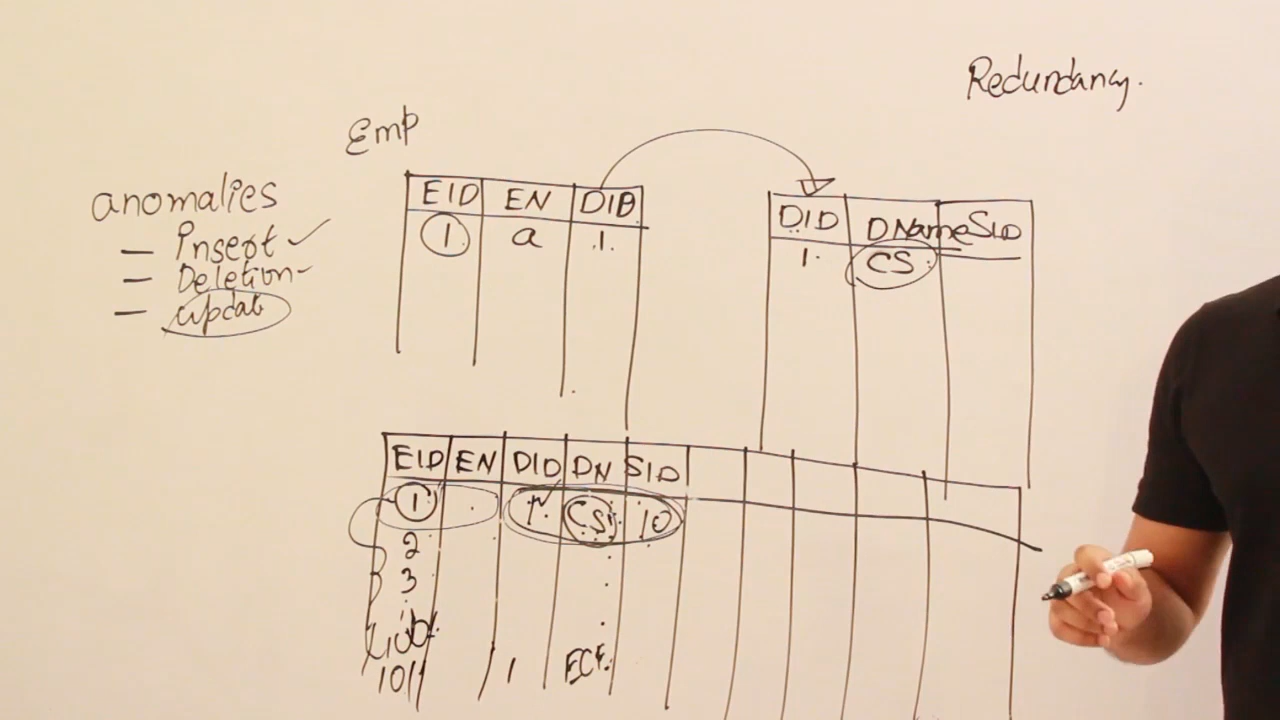 Redundancy.
Emp
anomalies
— Insert ✓
— Deletion
— Updat
EID EN DID
1 a 1
DID DName SID
1 CS
EID EN DID DN SID
1 1 CS 10
2
3
100
101 1 ECE